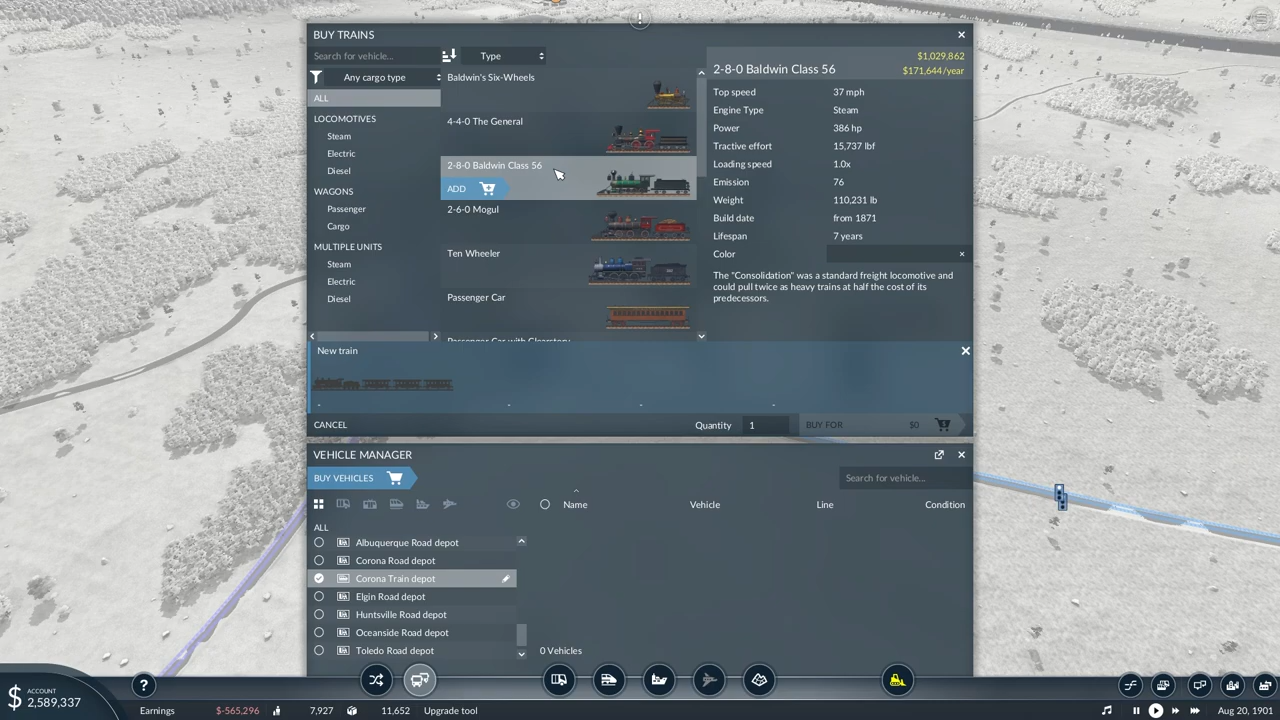 BUY TRAINS
Search for vehicle...
Type
Any cargo type
ALL
LOCOMOTIVES
Steam
Electric
Diesel
WAGONS
Passenger
Cargo
MULTIPLE UNITS
Steam
Electric
Diesel
Baldwin's Six-Wheels
4-4-0 The General
2-8-0 Baldwin Class 56
ADD
2-6-0 Mogul
Ten Wheeler
Passenger Car
Passenger Car with Clearstory
2-8-0 Baldwin Class 56
$1,029,862
$171,644/year
Top speed 37 mph
Engine Type Steam
Power 386 hp
Tractive effort 15,737 lbf
Loading speed 1.0x
Emission 76
Weight 110,231 lb
Build date from 1871
Lifespan 7 years
Color
The "Consolidation" was a standard freight locomotive and
could pull twice as heavy trains at half the cost of its
predecessors.
New train
- - - -
CANCEL
Quantity 1
BUY FOR $0
VEHICLE MANAGER
BUY VEHICLES
Search for vehicle...
Name Vehicle Line Condition
ALL
Albuquerque Road depot
Corona Road depot
Corona Train depot
Elgin Road depot
Huntsville Road depot
Oceanside Road depot
Toledo Road depot
0 Vehicles
$ ACCOUNT
2,589,337
?
Earnings $-565,296 7,927 11,652 Upgrade tool
Aug 20, 1901